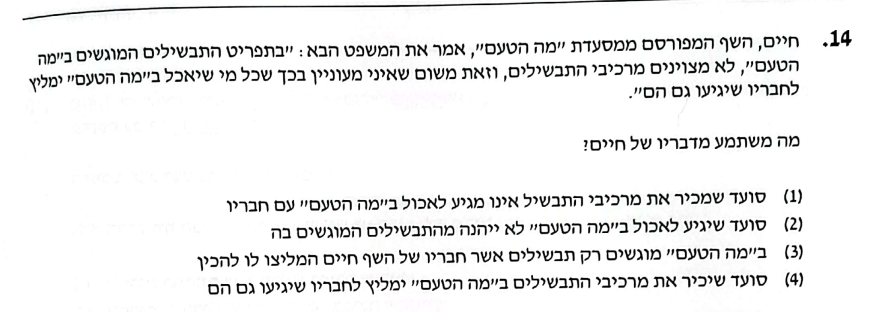 14. חיים, השף המפורסם ממסעדת "מה הטעם", אמר את המשפט הבא: "בתפריט התבשילים המוגשים ב"מה
הטעם", לא מצוינים מרכיבי התבשילים, וזאת משום שאיני מעוניין בכך שכל מי שיאכל ב"מה הטעם" ימליץ
לחבריו שיגיעו גם הם".
מה משתמע מדבריו של חיים?
(1) סועד שמכיר את מרכיבי התבשיל אינו מגיע לאכול ב"מה הטעם" עם חבריו
(2) סועד שיגיע לאכול ב"מה הטעם" לא ייהנה מהתבשילים המוגשים בה
(3) ב"מה הטעם" מוגשים רק תבשילים אשר חבריו של השף חיים המליצו לו להכין
(4) סועד שיכיר את מרכיבי התבשילים ב"מה הטעם" ימליץ לחבריו שיגיעו גם הם